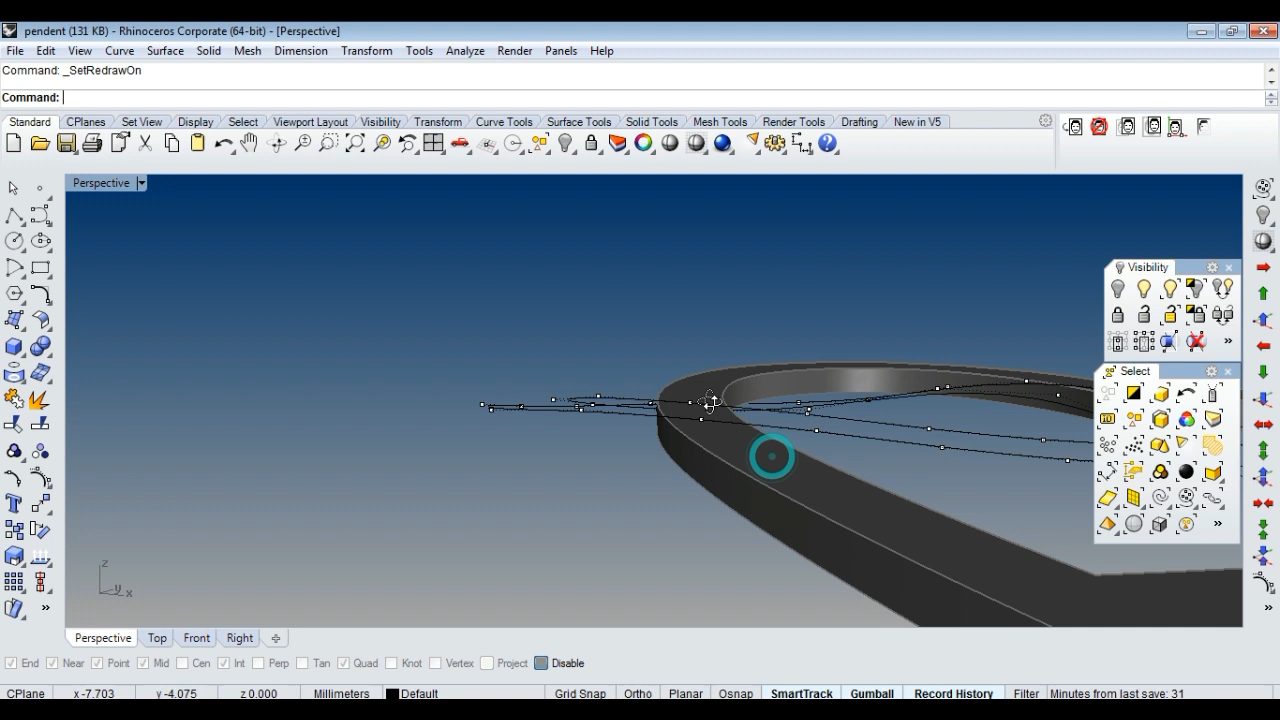 pendent (131 KB) - Rhinoceros Corporate (64-bit) - [Perspective]
File Edit View Curve Surface Solid Mesh Dimension Transform Tools Analyze Render Panels Help
Command: _SetRedrawOn
Command:
Standard CPlanes Set View Display Select Viewport Layout Visibility Transform Curve Tools Surface Tools Solid Tools Mesh Tools Render Tools Drafting New in V5
Perspective
Visibility
Select
z
y
x
Perspective Top Front Right
End Near Point Mid Cen Int Perp Tan Quad Knot Vertex Project Disable
CPlane x -7.703 y -4.075 z 0.000 Millimeters Default Grid Snap Ortho Planar Osnap SmartTrack Gumball Record History Filter Minutes from last save: 31